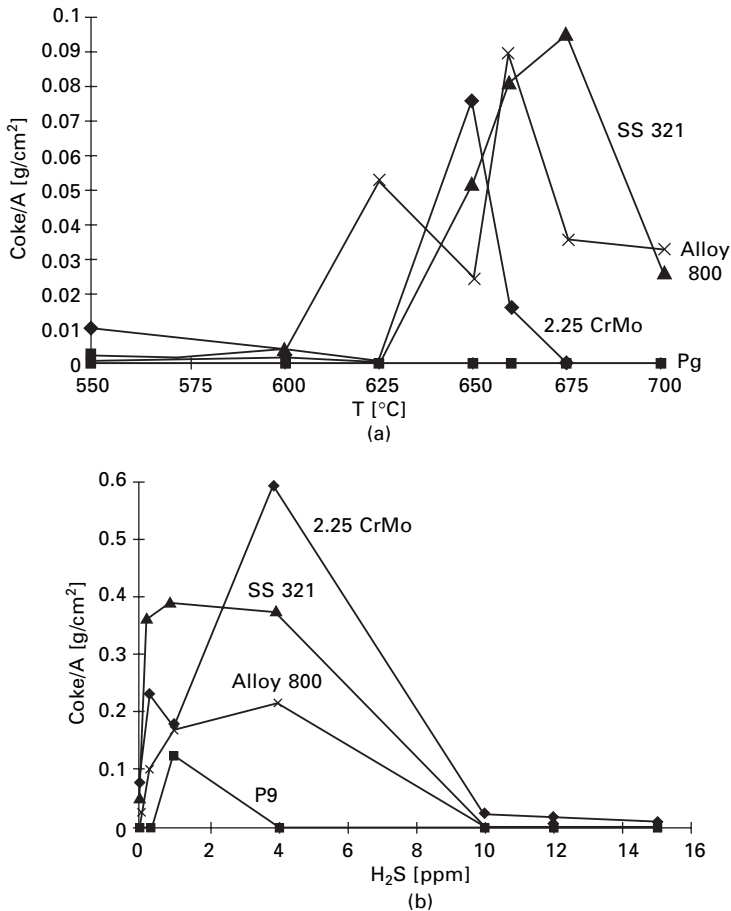 0.1
0.09
0.08
0.07
0.06
0.05
0.04
0.03
0.02
0.01
0
Coke/A [g/cm²]
SS 321
Alloy
800
2.25 CrMo
Pg
550 575 600 625 650 660 675 700
T [°C]
(a)
0.6
0.5
0.4
0.3
0.2
0.1
0
Coke/A [g/cm²]
2.25 CrMo
SS 321
Alloy 800
P9
0 2 4 6 8 10 12 14 16
H₂S [ppm]
(b)